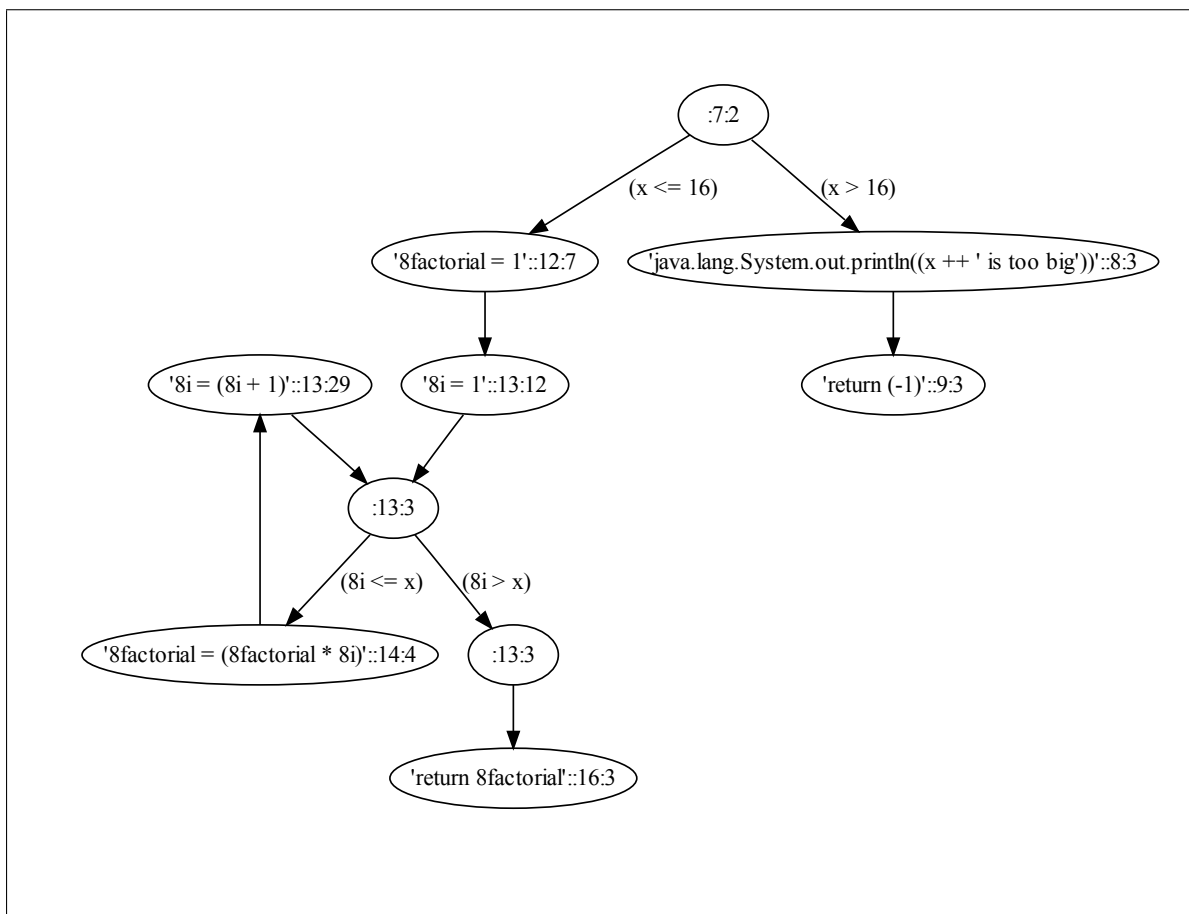 :7:2
(x <= 16)
(x > 16)
'8factorial = 1'::12:7
'java.lang.System.out.println((x ++ ' is too big'))'::8:3
'8i = (8i + 1)'::13:29
'8i = 1'::13:12
'return (-1)'::9:3
:13:3
(8i <= x)
(8i > x)
'8factorial = (8factorial * 8i)'::14:4
:13:3
'return 8factorial'::16:3